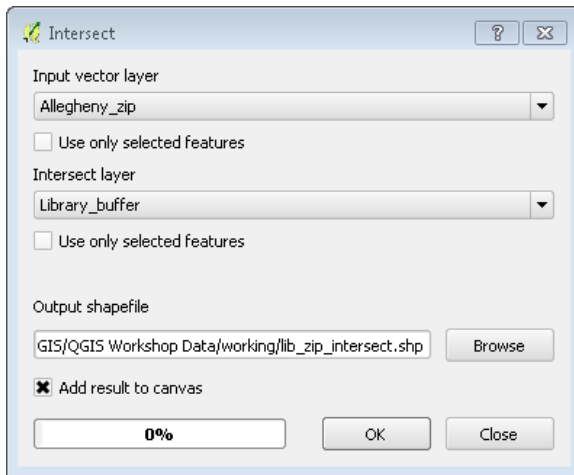 Intersect
?
Input vector layer
Allegheny_zip
Use only selected features
Intersect layer
Library_buffer
Use only selected features
Output shapefile
GIS/QGIS Workshop Data/working/lib_zip_intersect.shp
Browse
Add result to canvas
0%
OK
Close